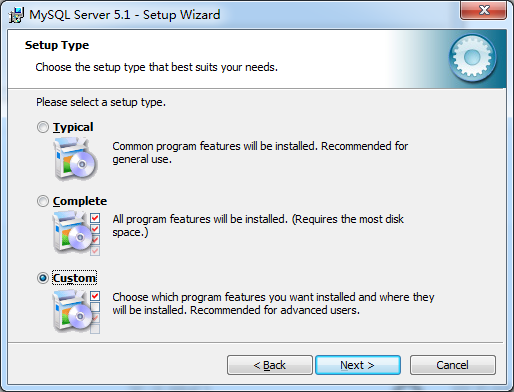 MySQL Server 5.1 - Setup Wizard
Setup Type
Choose the setup type that best suits your needs.
Please select a setup type.
Typical
Common program features will be installed. Recommended for
general use.
Complete
All program features will be installed. (Requires the most disk
space.)
Custom
Choose which program features you want installed and where they
will be installed. Recommended for advanced users.
< Back
Next >
Cancel